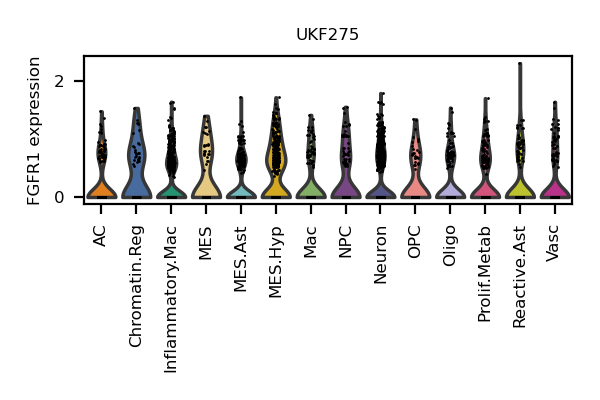 UKF275
FGFR1 expression
2
0
AC
Chromatin.Reg
Inflammatory.Mac
MES
MES.Ast
MES.Hyp
Mac
NPC
Neuron
OPC
Oligo
Prolif.Metab
Reactive.Ast
Vasc